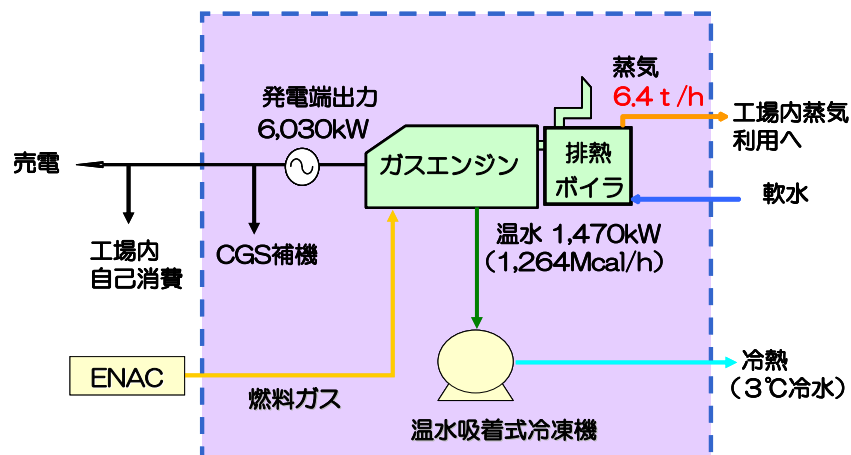 蒸気
6.4ｔ/h
発電端出力
6,030kW
工場内蒸気
利用へ
売電
ガスエンジン
排熱
ボイラ
軟水
工場内
自己消費
CGS補機
温水 1,470kW
（1,264Mcal/h）
ENAC
燃料ガス
冷熱
（３℃冷水）
温水吸着式冷凍機